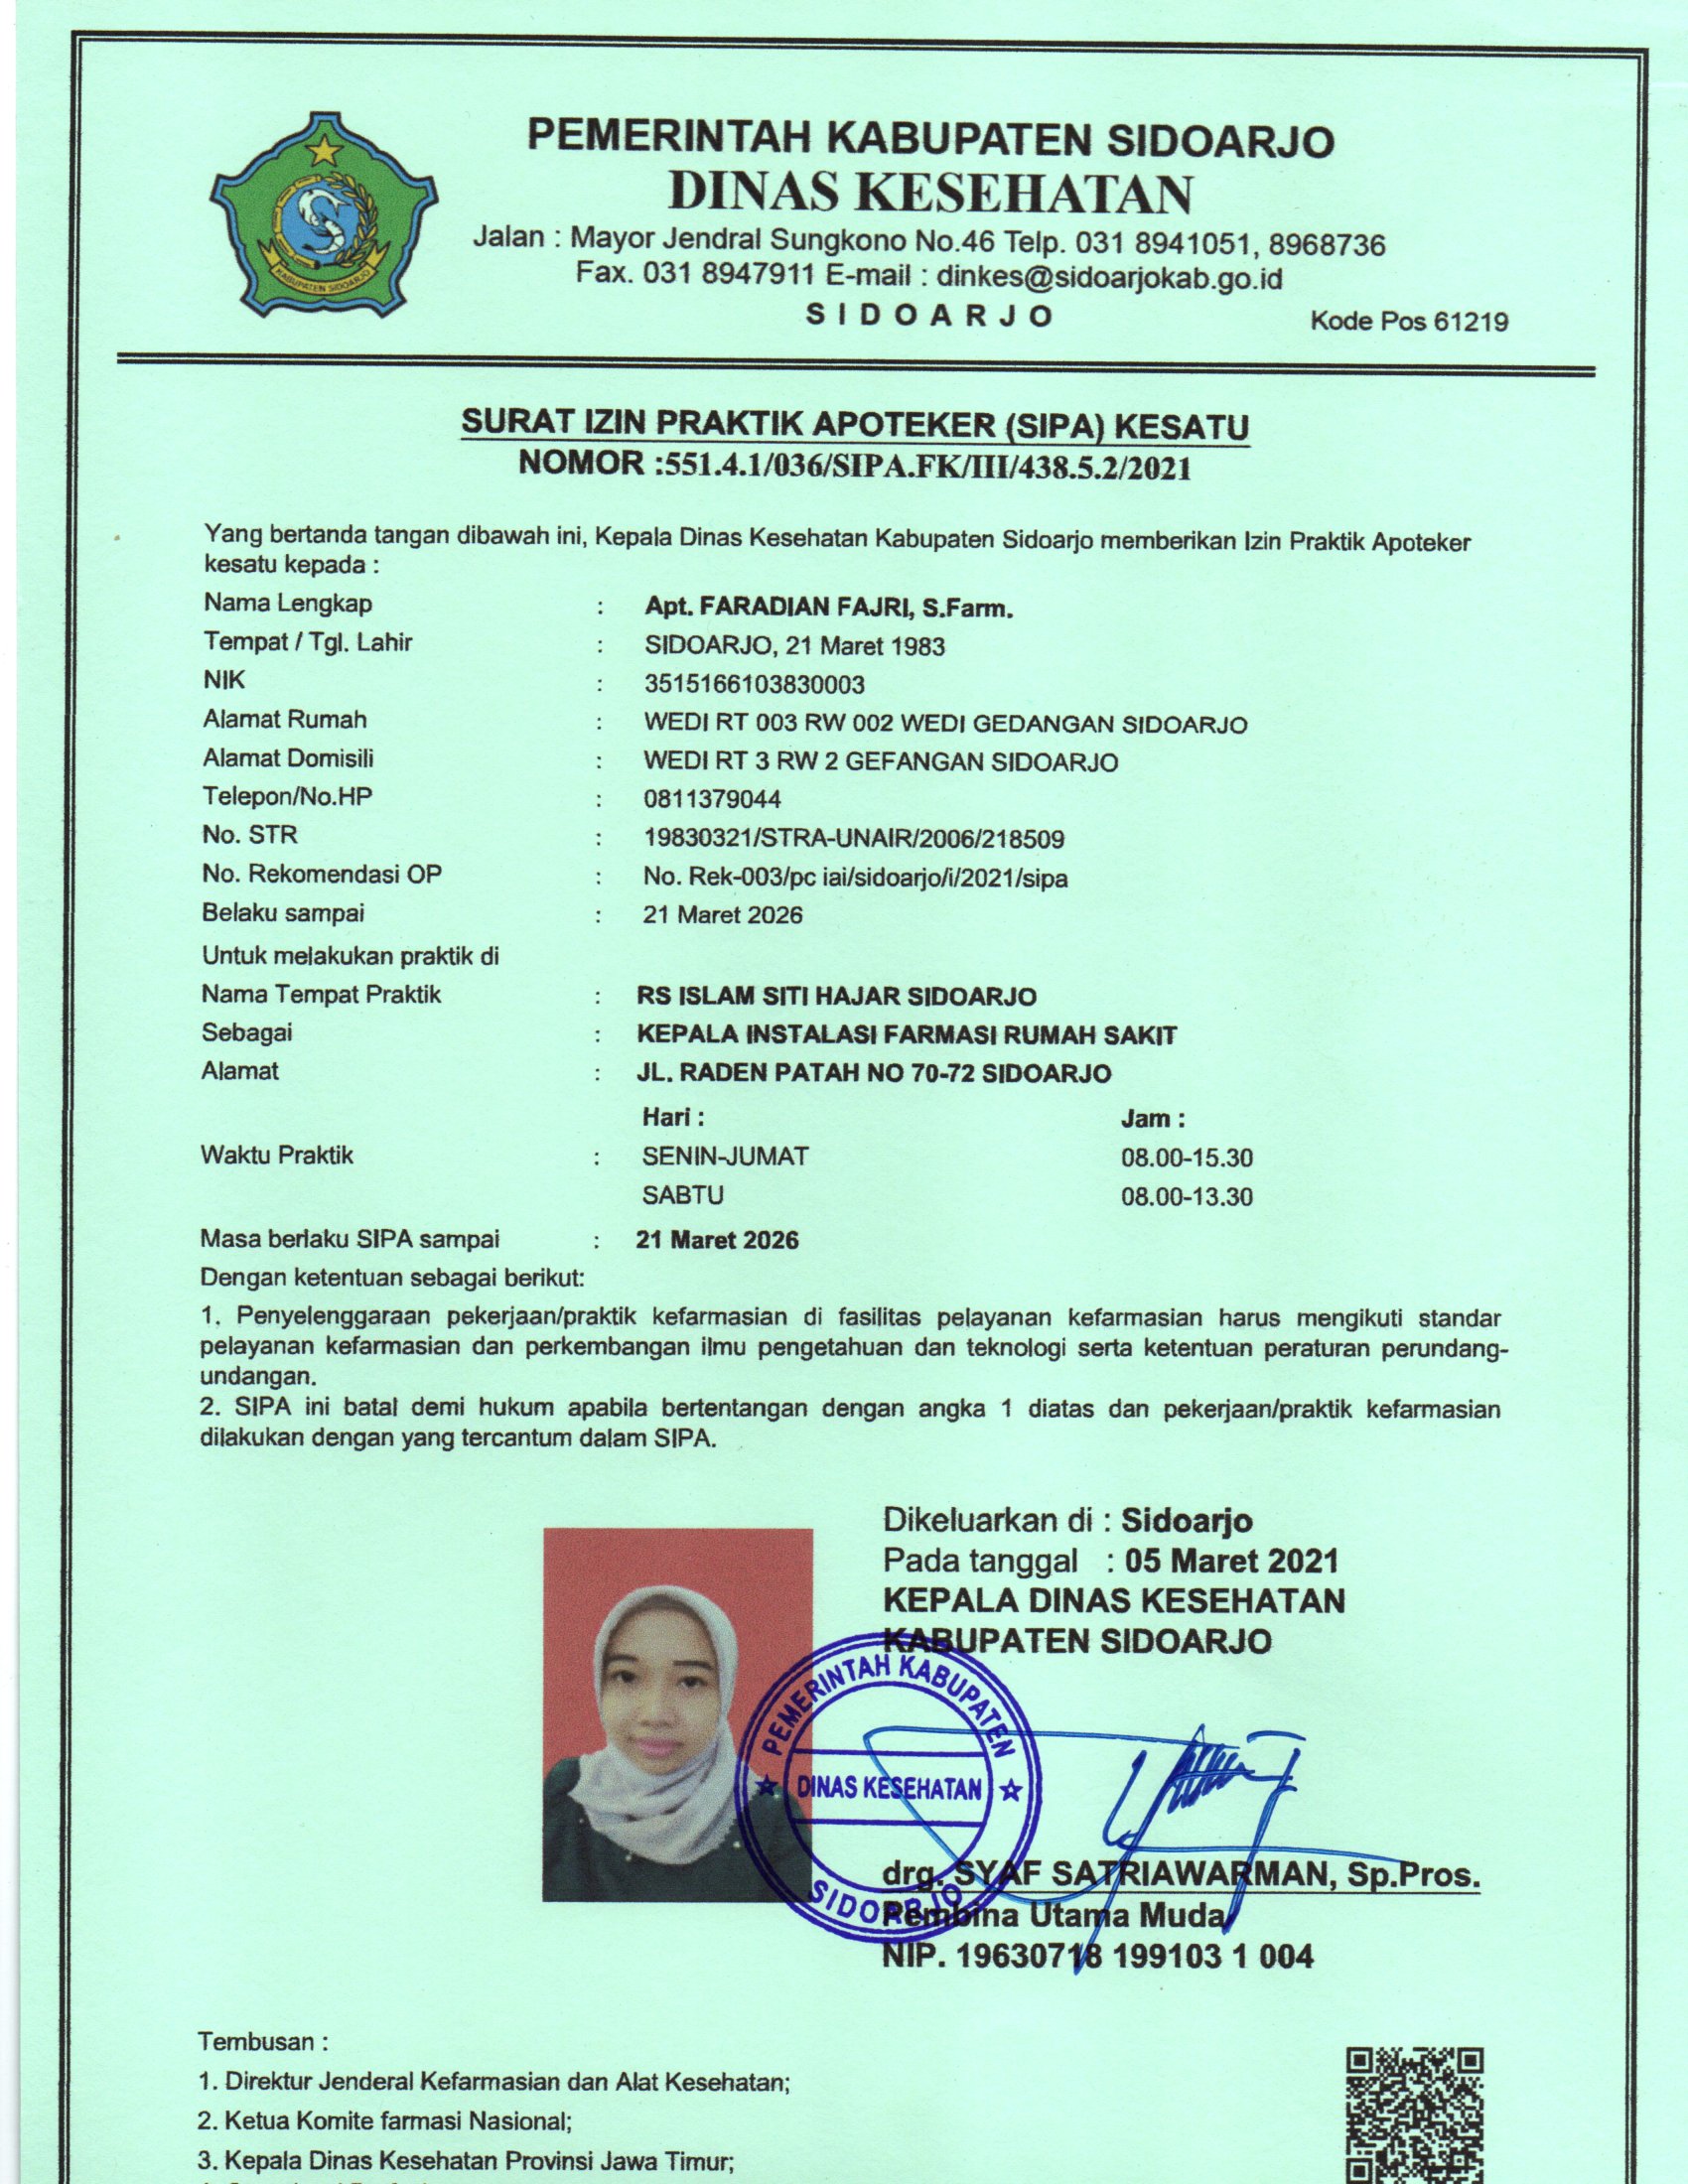 PEMERINTAH KABUPATEN SIDOARJO
DINAS KESEHATAN
Jalan : Mayor Jendral Sungkono No.46 Telp. 031 8941051, 8968736
Fax. 031 8947911 E-mail : dinkes@sidoarjokab.go.id
SIDOARJO
Kode Pos 61219
KABUPATEN SIDOARJO
SURAT IZIN PRAKTIK APOTEKER (SIPA) KESATU
NOMOR :551.4.1/036/SIPA.FK/III/438.5.2/2021
Yang bertanda tangan dibawah ini, Kepala Dinas Kesehatan Kabupaten Sidoarjo memberikan Izin Praktik Apoteker
kesatu kepada :
Nama Lengkap : Apt. FARADIAN FAJRI, S.Farm.
Tempat / Tgl. Lahir : SIDOARJO, 21 Maret 1983
NIK : 3515166103830003
Alamat Rumah : WEDI RT 003 RW 002 WEDI GEDANGAN SIDOARJO
Alamat Domisili : WEDI RT 3 RW 2 GEFANGAN SIDOARJO
Telepon/No.HP : 0811379044
No. STR : 19830321/STRA-UNAIR/2006/218509
No. Rekomendasi OP : No. Rek-003/pc iai/sidoarjo/i/2021/sipa
Belaku sampai : 21 Maret 2026
Untuk melakukan praktik di
Nama Tempat Praktik : RS ISLAM SITI HAJAR SIDOARJO
Sebagai : KEPALA INSTALASI FARMASI RUMAH SAKIT
Alamat : JL. RADEN PATAH NO 70-72 SIDOARJO
Hari : Jam :
Waktu Praktik : SENIN-JUMAT 08.00-15.30
SABTU 08.00-13.30
Masa berlaku SIPA sampai : 21 Maret 2026
Dengan ketentuan sebagai berikut:
1. Penyelenggaraan pekerjaan/praktik kefarmasian di fasilitas pelayanan kefarmasian harus mengikuti standar
pelayanan kefarmasian dan perkembangan ilmu pengetahuan dan teknologi serta ketentuan peraturan perundang-
undangan.
2. SIPA ini batal demi hukum apabila bertentangan dengan angka 1 diatas dan pekerjaan/praktik kefarmasian
dilakukan dengan yang tercantum dalam SIPA.
Dikeluarkan di : Sidoarjo
Pada tanggal : 05 Maret 2021
KEPALA DINAS KESEHATAN
KABUPATEN SIDOARJO
PEMERINTAH KABUPATEN
DINAS KESEHATAN
SIDOARJO
drg. SYAF SATRIAWARMAN, Sp.Pros.
Pembina Utama Muda
NIP. 19630718 199103 1 004
Tembusan :
1. Direktur Jenderal Kefarmasian dan Alat Kesehatan;
2. Ketua Komite farmasi Nasional;
3. Kepala Dinas Kesehatan Provinsi Jawa Timur;